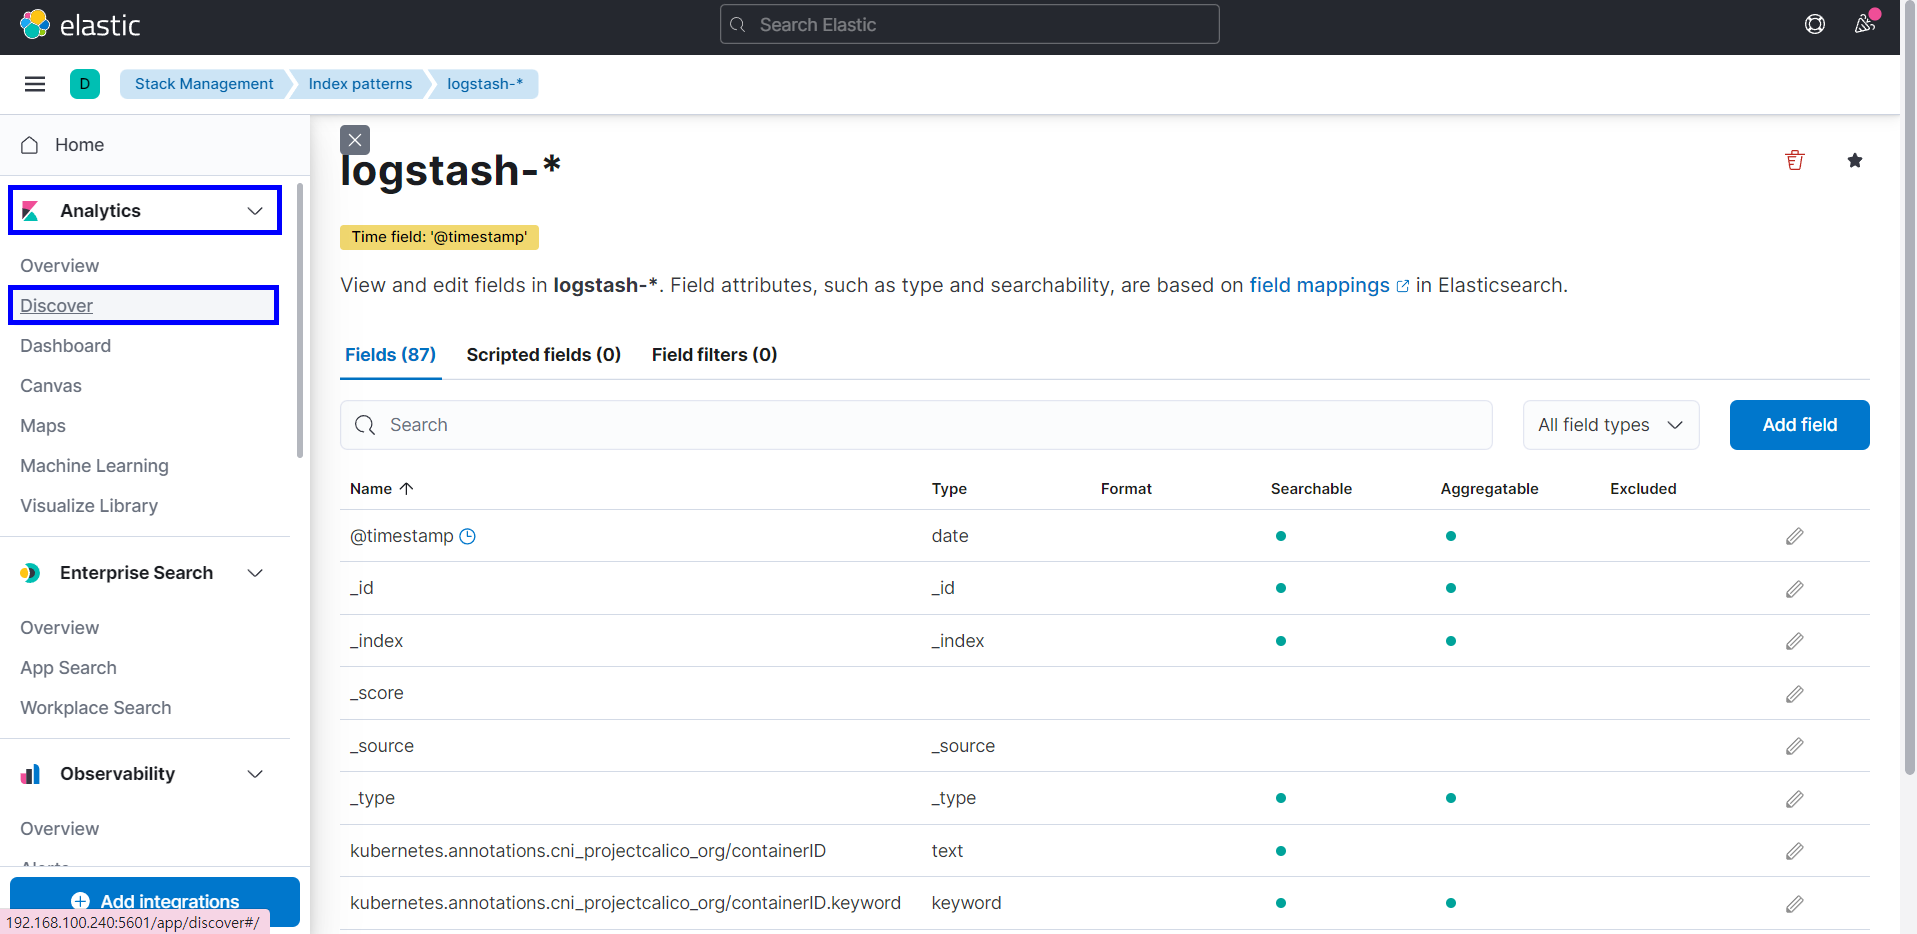 elastic
Search Elastic
D
Stack Management
Index patterns
logstash-*
Home
Analytics
Overview
Discover
Dashboard
Canvas
Maps
Machine Learning
Visualize Library
Enterprise Search
Overview
App Search
Workplace Search
Observability
Overview
Alerts
Add integrations
192.168.100.240:5601/app/discover#/
logstash-*
Time field: '@timestamp'
View and edit fields in logstash-*. Field attributes, such as type and searchability, are based on field mappings in Elasticsearch.
Fields (87) Scripted fields (0) Field filters (0)
Search
All field types
Add field
Name Type Format Searchable Aggregatable Excluded
@timestamp date
_id _id
_index _index
_score
_source _source
_type _type
kubernetes.annotations.cni_projectcalico_org/containerID text
kubernetes.annotations.cni_projectcalico_org/containerID.keyword keyword